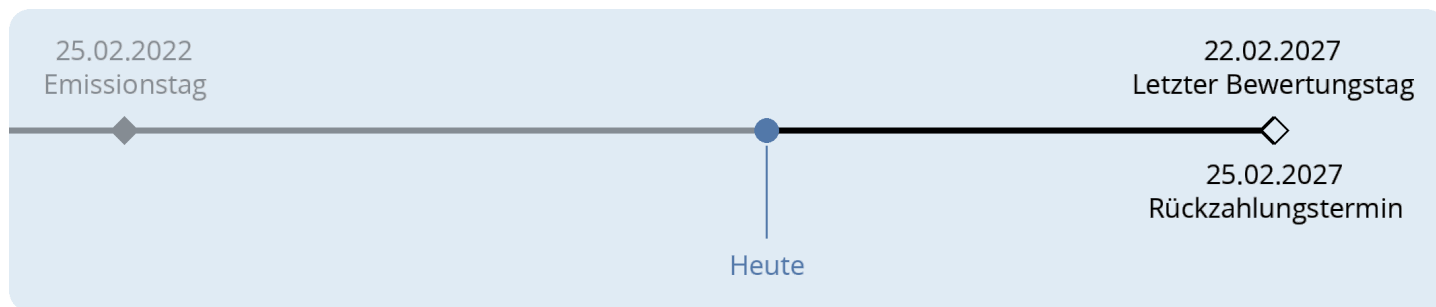 25.02.2022
Emissionstag
22.02.2027
Letzter Bewertungstag
25.02.2027
Rückzahlungstermin
Heute